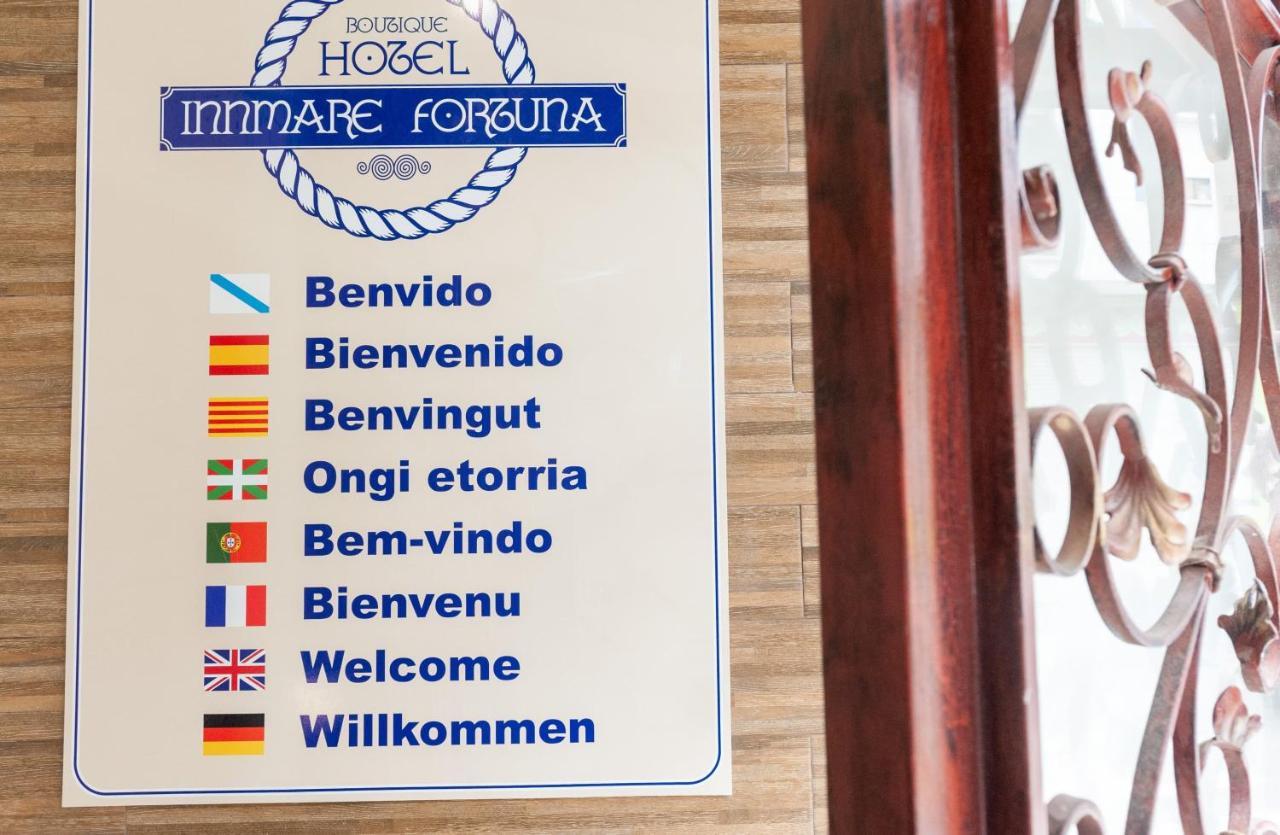 BOUTIQUE
HOTEL
INNMARE FORTUNA
Benvido
Bienvenido
Benvingut
Ongi etorria
Bem-vindo
Bienvenu
Welcome
Willkommen